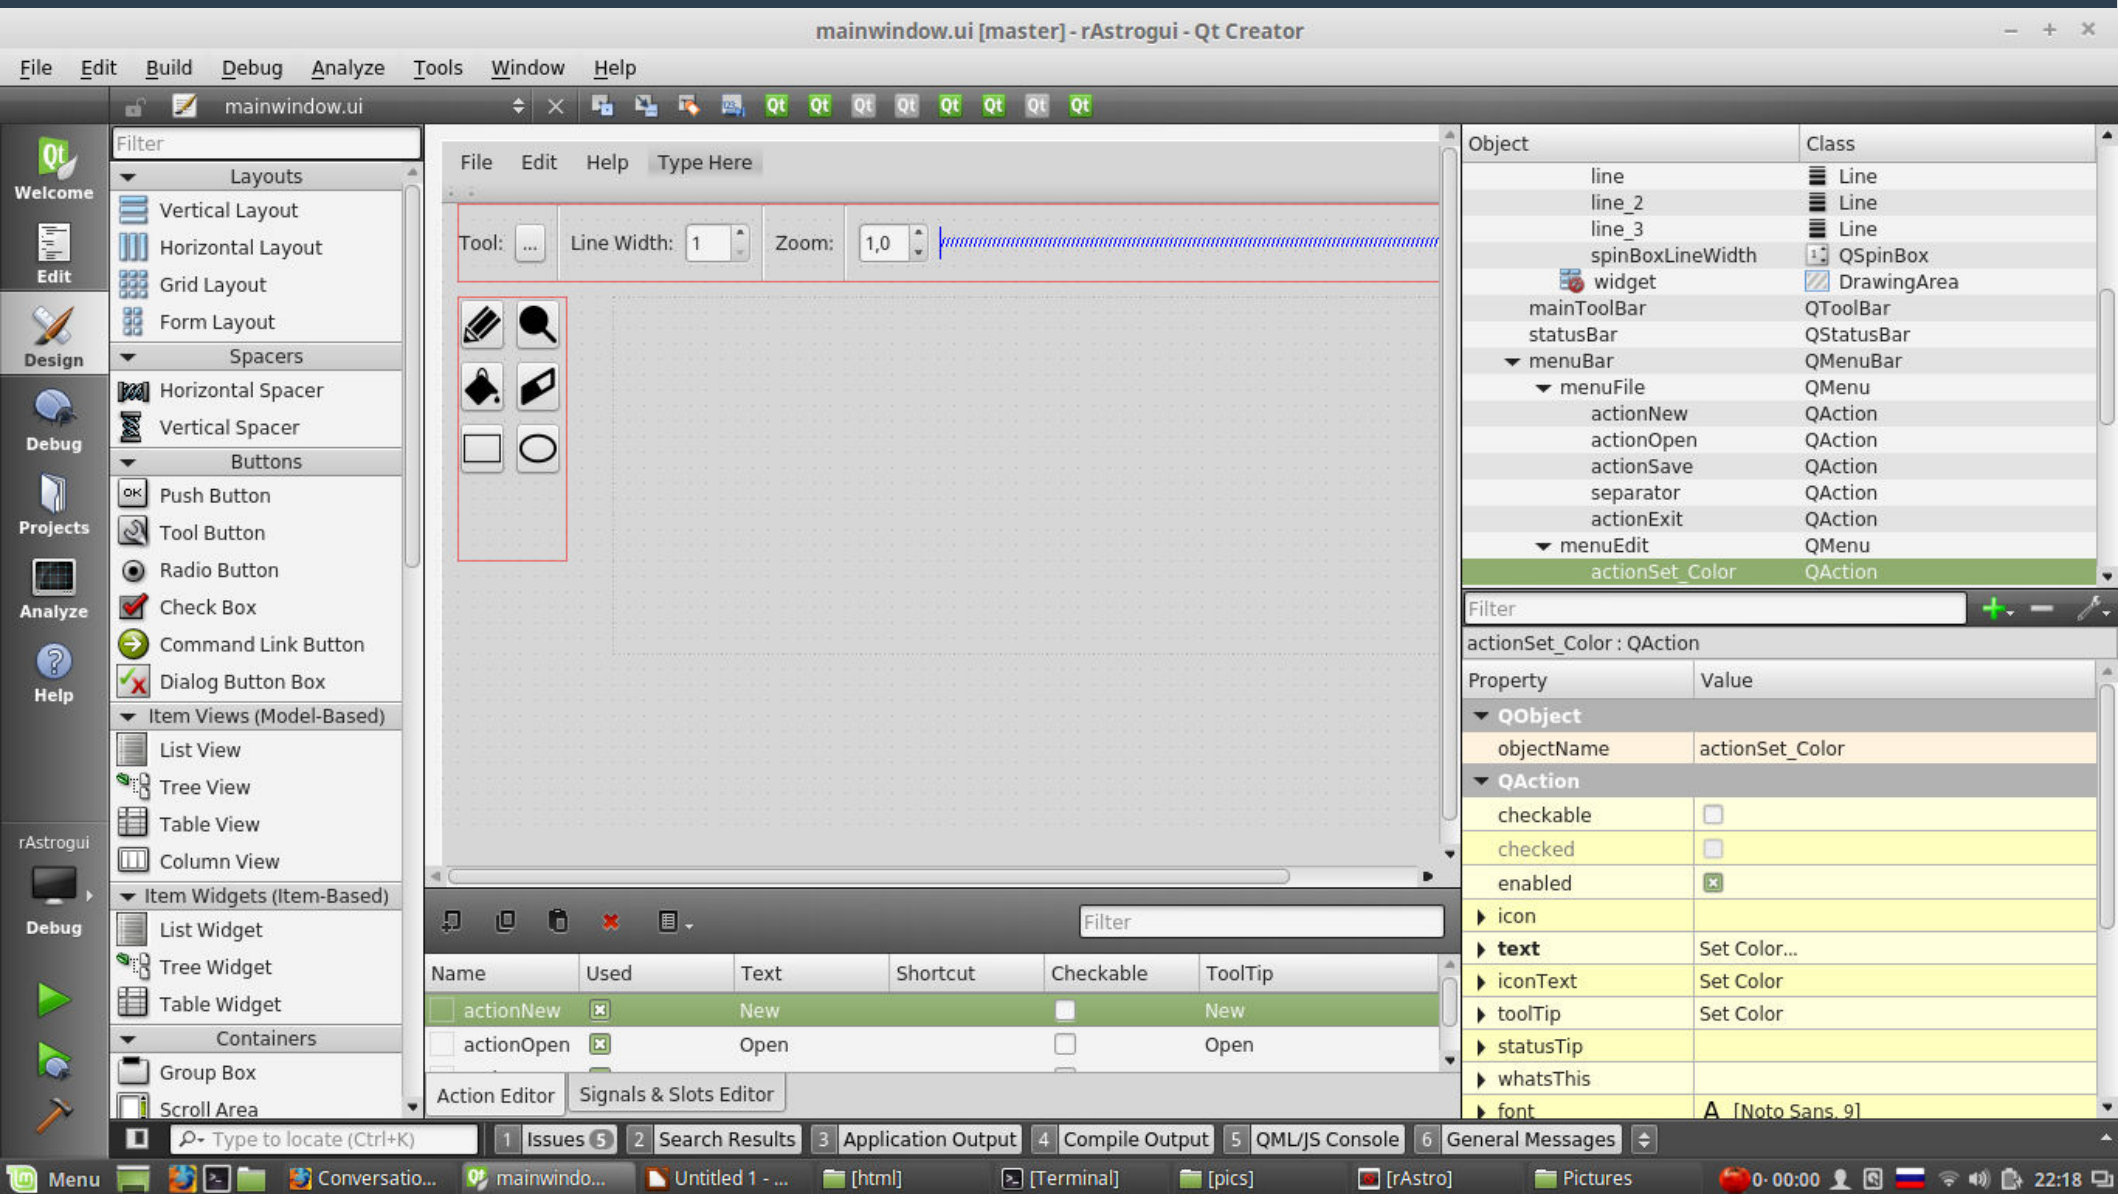 mainwindow.ui [master] - rAstrogui - Qt Creator
File Edit Build Debug Analyze Tools Window Help
mainwindow.ui
Qt Qt Qt Qt Qt Qt Qt Qt
Qt
Welcome
Edit
Design
Debug
Projects
Analyze
Help
rAstrogui
Debug
Filter
Layouts
Vertical Layout
Horizontal Layout
Grid Layout
Form Layout
Spacers
Horizontal Spacer
Vertical Spacer
Buttons
OK Push Button
Tool Button
Radio Button
Check Box
Command Link Button
Dialog Button Box
Item Views (Model-Based)
List View
Tree View
Table View
Column View
Item Widgets (Item-Based)
List Widget
Tree Widget
Table Widget
Containers
Group Box
Scroll Area
File Edit Help Type Here
Tool: ... Line Width: 1 Zoom: 1,0
Filter
Name Used Text Shortcut Checkable ToolTip
actionNew New New
actionOpen Open Open
Action Editor Signals & Slots Editor
Object Class
line Line
line_2 Line
line_3 Line
spinBoxLineWidth QSpinBox
widget DrawingArea
mainToolBar QToolBar
statusBar QStatusBar
menuBar QMenuBar
menuFile QMenu
actionNew QAction
actionOpen QAction
actionSave QAction
separator QAction
actionExit QAction
menuEdit QMenu
actionSet_Color QAction
Filter
actionSet_Color : QAction
Property Value
QObject
objectName actionSet_Color
QAction
checkable
checked
enabled
icon
text Set Color...
iconText Set Color
toolTip Set Color
statusTip
whatsThis
font A [Noto Sans, 9]
Type to locate (Ctrl+K) 1 Issues 5 2 Search Results 3 Application Output 4 Compile Output 5 QML/JS Console 6 General Messages
Menu Conversatio... mainwindo... Untitled 1 - ... [html] [Terminal] [pics] [rAstro] Pictures 0· 00:00 22:18